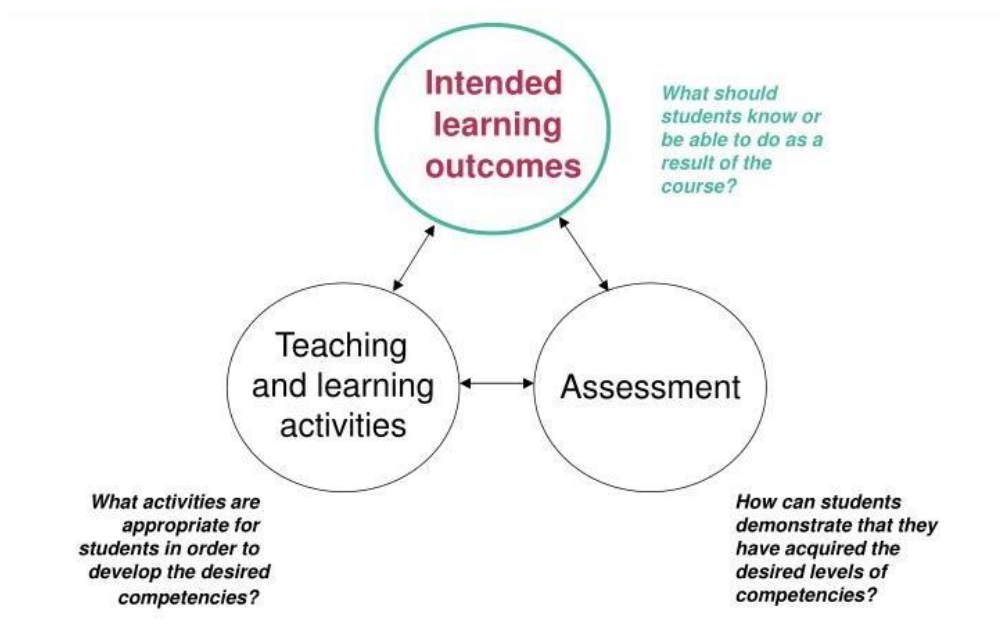 Intended
learning
outcomes
What should
students know or
be able to do as a
result of the
course?
Teaching
and learning
activities
Assessment
What activities are
appropriate for
students in order to
develop the desired
competencies?
How can students
demonstrate that they
have acquired the
desired levels of
competencies?